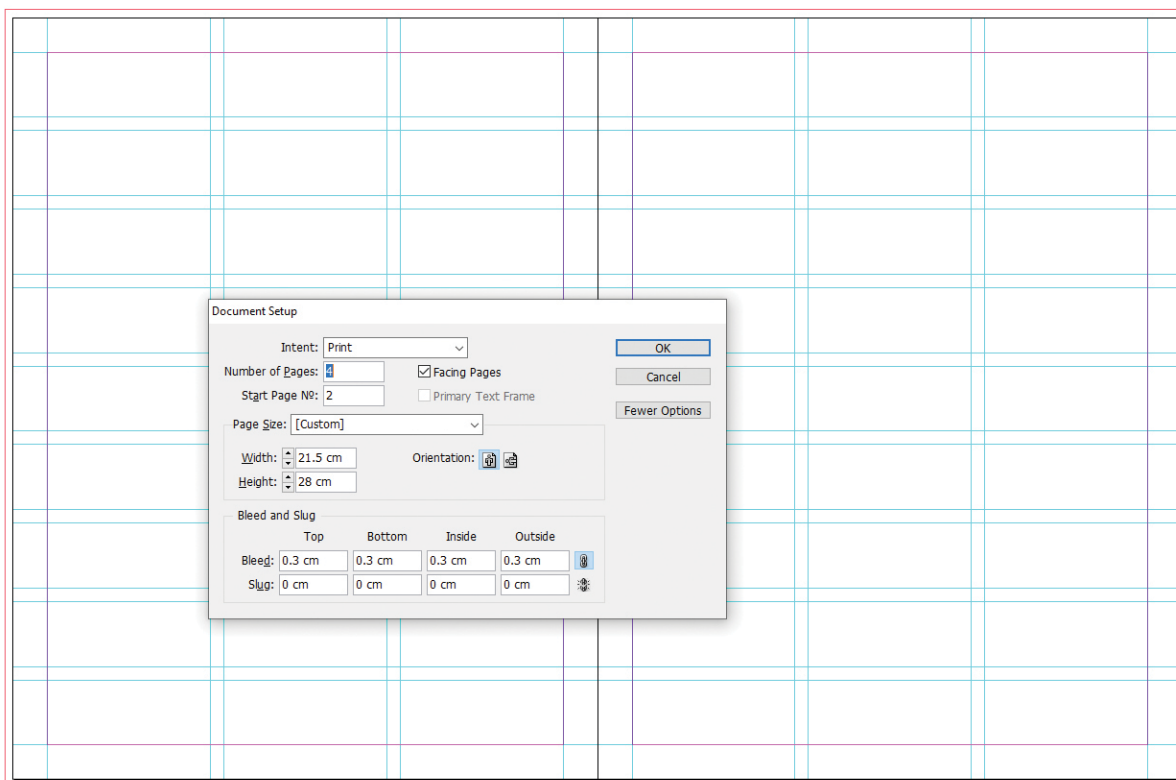 Document Setup
Intent: Print
OK
Number of Pages: 4
Facing Pages
Cancel
Start Page Nº: 2
Primary Text Frame
Fewer Options
Page Size: [Custom]
Width: 21.5 cm
Orientation:
Height: 28 cm
Bleed and Slug
Top Bottom Inside Outside
Bleed: 0.3 cm 0.3 cm 0.3 cm 0.3 cm
Slug: 0 cm 0 cm 0 cm 0 cm